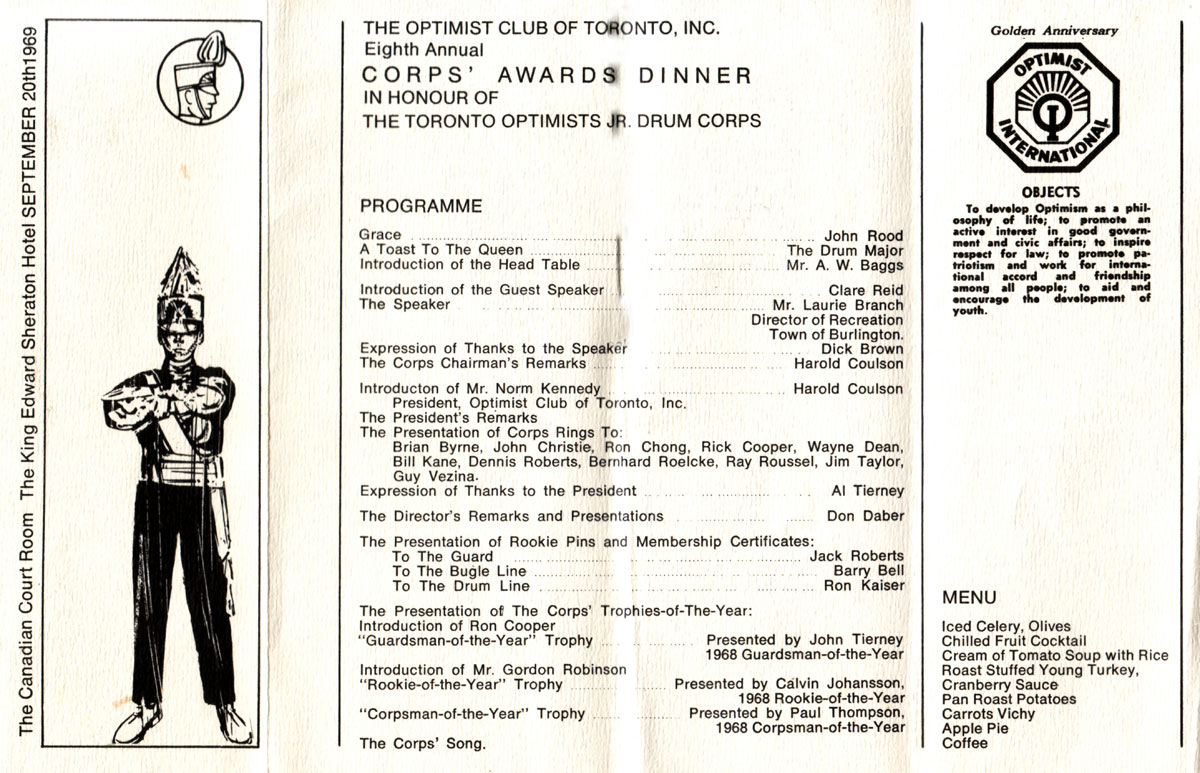 The Canadian Court Room The King Edward Sheraton Hotel SEPTEMBER 20th1969
THE OPTIMIST CLUB OF TORONTO, INC.
Eighth Annual
CORPS' AWARDS DINNER
IN HONOUR OF
THE TORONTO OPTIMISTS JR. DRUM CORPS
PROGRAMME
Grace John Rood
A Toast To The Queen The Drum Major
Introduction of the Head Table Mr. A. W. Baggs
Introduction of the Guest Speaker Clare Reid
The Speaker Mr. Laurie Branch
Director of Recreation
Town of Burlington.
Expression of Thanks to the Speaker Dick Brown
The Corps Chairman's Remarks Harold Coulson
Introducton of Mr. Norm Kennedy Harold Coulson
President, Optimist Club of Toronto, Inc.
The President's Remarks
The Presentation of Corps Rings To:
Brian Byrne, John Christie, Ron Chong, Rick Cooper, Wayne Dean,
Bill Kane, Dennis Roberts, Bernhard Roelcke, Ray Roussel, Jim Taylor,
Guy Vezina.
Expression of Thanks to the President Al Tierney
The Director's Remarks and Presentations Don Daber
The Presentation of Rookie Pins and Membership Certificates:
To The Guard Jack Roberts
To The Bugle Line Barry Bell
To The Drum Line Ron Kaiser
The Presentation of The Corps' Trophies-of-The-Year:
Introduction of Ron Cooper
"Guardsman-of-the-Year" Trophy Presented by John Tierney
1968 Guardsman-of-the-Year
Introduction of Mr. Gordon Robinson
"Rookie-of-the-Year" Trophy Presented by Calvin Johansson,
1968 Rookie-of-the-Year
"Corpsman-of-the-Year" Trophy Presented by Paul Thompson,
1968 Corpsman-of-the-Year
The Corps' Song.
Golden Anniversary
OPTIMIST
INTERNATIONAL
OBJECTS
To develop Optimism as a phil-
osophy of life; to promote an
active interest in good govern-
ment and civic affairs; to inspire
respect for law; to promote pa-
triotism and work for interna-
tional accord and friendship
among all people; to aid and
encourage the development of
youth.
MENU
Iced Celery, Olives
Chilled Fruit Cocktail
Cream of Tomato Soup with Rice
Roast Stuffed Young Turkey,
Cranberry Sauce
Pan Roast Potatoes
Carrots Vichy
Apple Pie
Coffee